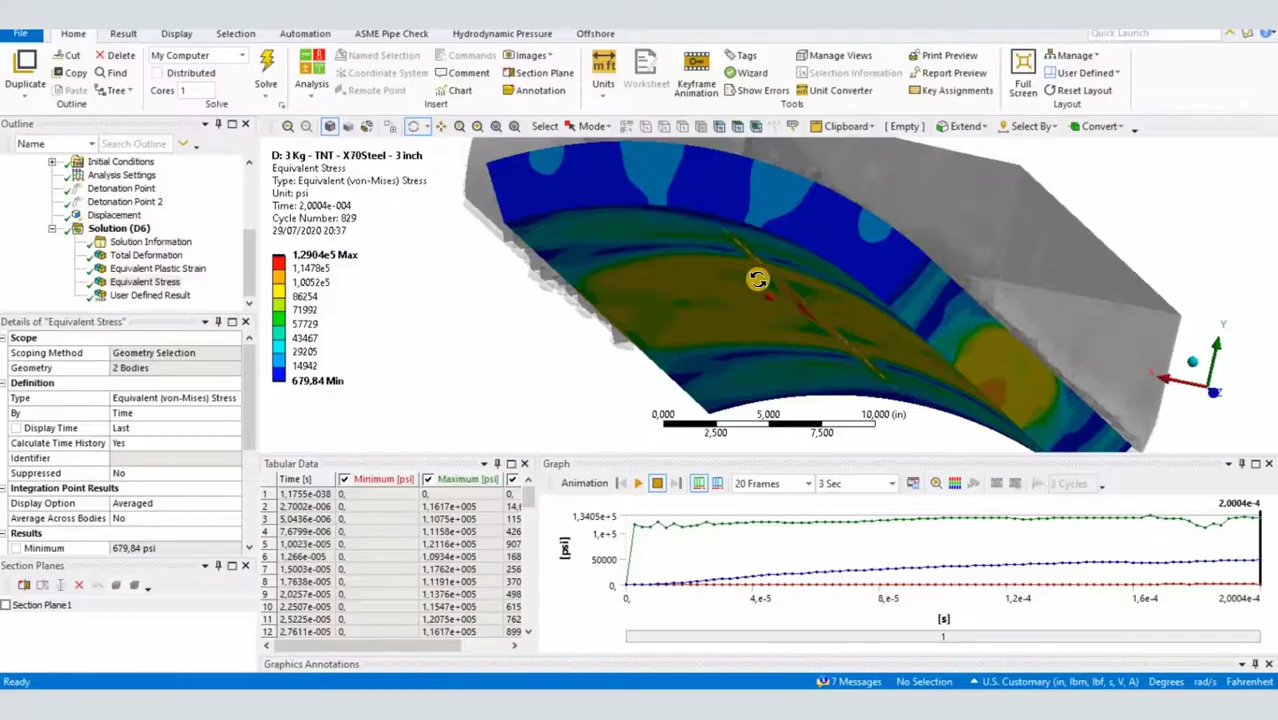 File Home Result Display Selection Automation ASME Pipe Check Hydrodynamic Pressure Offshore Quick Launch
Duplicate Cut Copy Paste Delete Find Tree
Outline
My Computer
Distributed
Cores 1
Solve
Solve
Analysis
Named Selection
Coordinate System
Remote Point
Commands
Comment
Chart
Images
Section Plane
Annotation
Insert
Units
Worksheet
Keyframe
Animation
Tags
Wizard
Show Errors
Manage Views
Selection Information
Unit Converter
Print Preview
Report Preview
Key Assignments
Tools
Full
Screen
Manage
User Defined
Reset Layout
Layout
Outline
Name Search Outline
Select Mode Clipboard [ Empty ] Extend Select By Convert
Initial Conditions
Analysis Settings
Detonation Point
Detonation Point 2
Displacement
Solution (D6)
Solution Information
Total Deformation
Equivalent Plastic Strain
Equivalent Stress
User Defined Result
Details of "Equivalent Stress"
Scope
Scoping Method Geometry Selection
Geometry 2 Bodies
Definition
Type Equivalent (von-Mises) Stress
By Time
Display Time Last
Calculate Time History Yes
Identifier
Suppressed No
Integration Point Results
Display Option Averaged
Average Across Bodies No
Results
Minimum 679,84 psi
Section Planes
Section Plane1
D: 3 Kg - TNT - X70Steel - 3 inch
Equivalent Stress
Type: Equivalent (von-Mises) Stress
Unit: psi
Time: 2,0004e-004
Cycle Number: 829
29/07/2020 20:37
1,2904e5 Max
1,1478e5
1,0052e5
86254
71992
57729
43467
29205
14942
679,84 Min
0,000 5,000 10,000 (in)
2,500 7,500
Y
X
Z
Tabular Data
Time [s] Minimum [psi] Maximum [psi]
1 1,1755e-038 0, 0, 0,
2 2,7002e-006 0, 1,1617e+005 14,
3 5,0436e-006 0, 1,1075e+005 115
4 7,6799e-006 0, 1,1158e+005 426
5 1,0023e-005 0, 1,2116e+005 907
6 1,266e-005 0, 1,0934e+005 168
7 1,5003e-005 0, 1,1762e+005 256
8 1,7638e-005 0, 1,1191e+005 370
9 2,0257e-005 0, 1,1376e+005 498
10 2,2507e-005 0, 1,1547e+005 615
11 2,5225e-005 0, 1,2075e+005 762
12 2,7611e-005 0, 1,1617e+005 899
Graph
Animation 20 Frames 3 Sec 3 Cycles
2,0004e-4
1,3405e+5
1,e+5
50000
0,
[psi]
0, 4,e-5 8,e-5 1,2e-4 1,6e-4 2,0004e-4
[s]
1
Graphics Annotations
Ready 7 Messages No Selection U.S. Customary (in, lbm, lbf, s, V, A) Degrees rad/s Fahrenheit